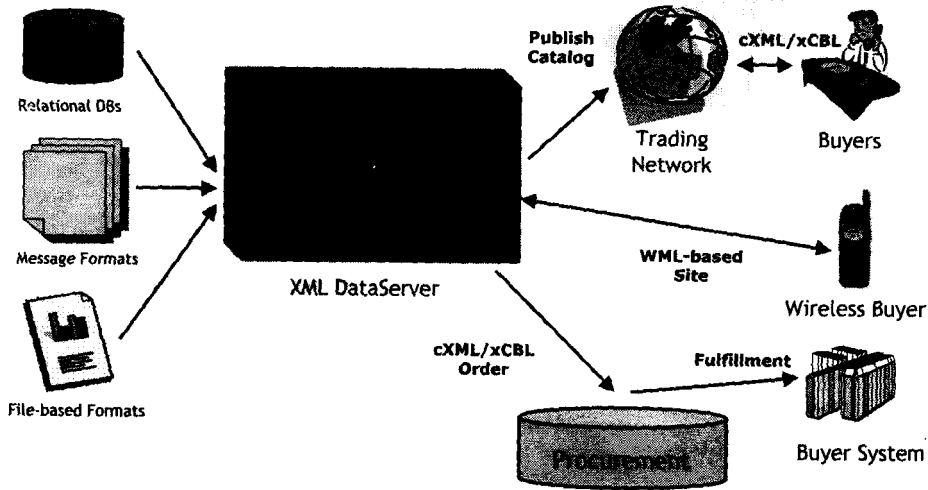 Relational DBs
Message Formats
File-based Formats
XML DataServer
Publish
Catalog
Trading
Network
cXML/xCBL
Buyers
WML-based
Site
Wireless Buyer
cXML/xCBL
Order
Procurement
Fulfillment
Buyer System